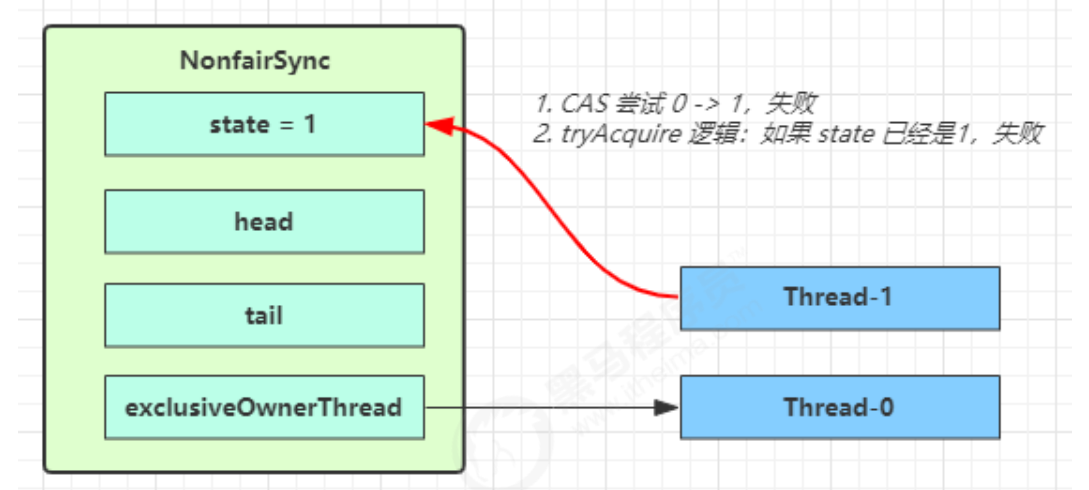 NonfairSync
state = 1
1. CAS 尝试 0 -> 1，失败
2. tryAcquire 逻辑：如果 state 已经是1，失败
head
tail
Thread-1
exclusiveOwnerThread
Thread-0
黑马程序员
www.itheima.com